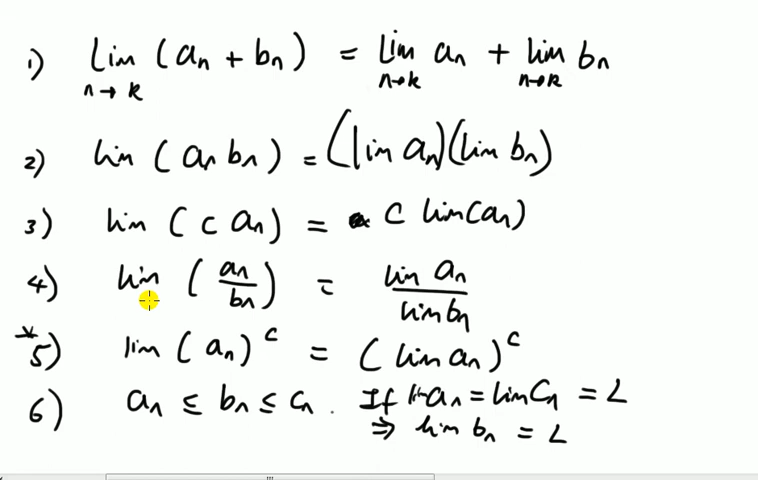 1) Lim (an + bn) = lim an + lim bn
n→k n→k n→k
2) lim (an bn) = (lim an)(lim bn)
3) lim (c an) = c lim(an)
4) lim (an/bn) = lim an/lim bn
*5) lim (an)^c = (lim an)^c
6) an ≤ bn ≤ cn. If lim an = lim cn = L
⇒ lim bn = L